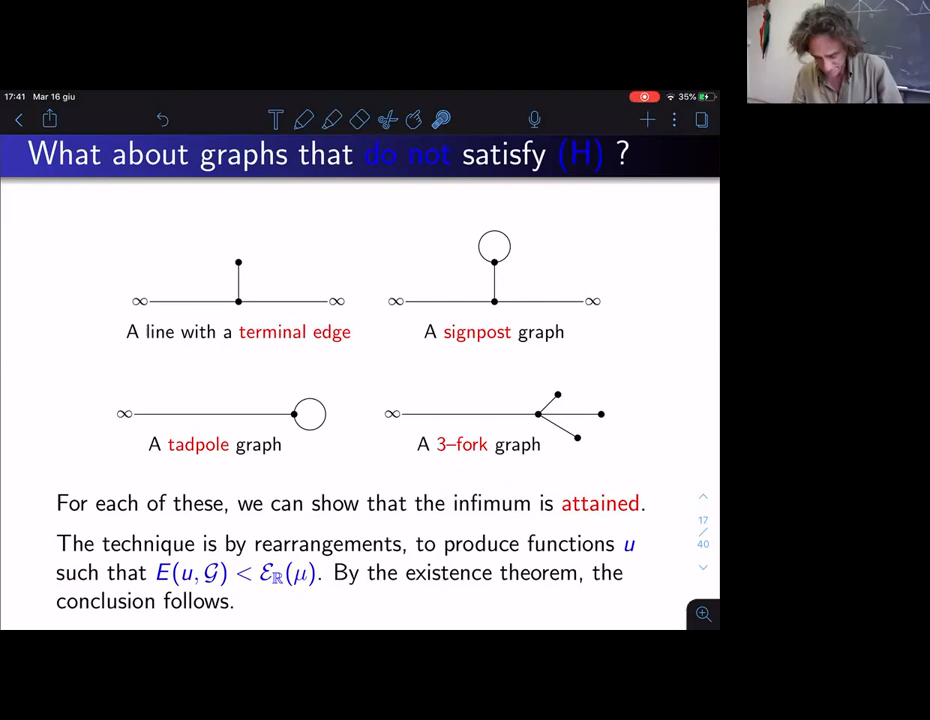 17:41 Mar 16 giu
35%
What about graphs that do not satisfy (H) ?
∞ ∞
∞ ∞
A line with a terminal edge
A signpost graph
∞
∞
A tadpole graph
A 3–fork graph
For each of these, we can show that the infimum is attained.
The technique is by rearrangements, to produce functions u
such that E(u, G) < ℰ_ℝ(μ). By the existence theorem, the
conclusion follows.
17
/
40